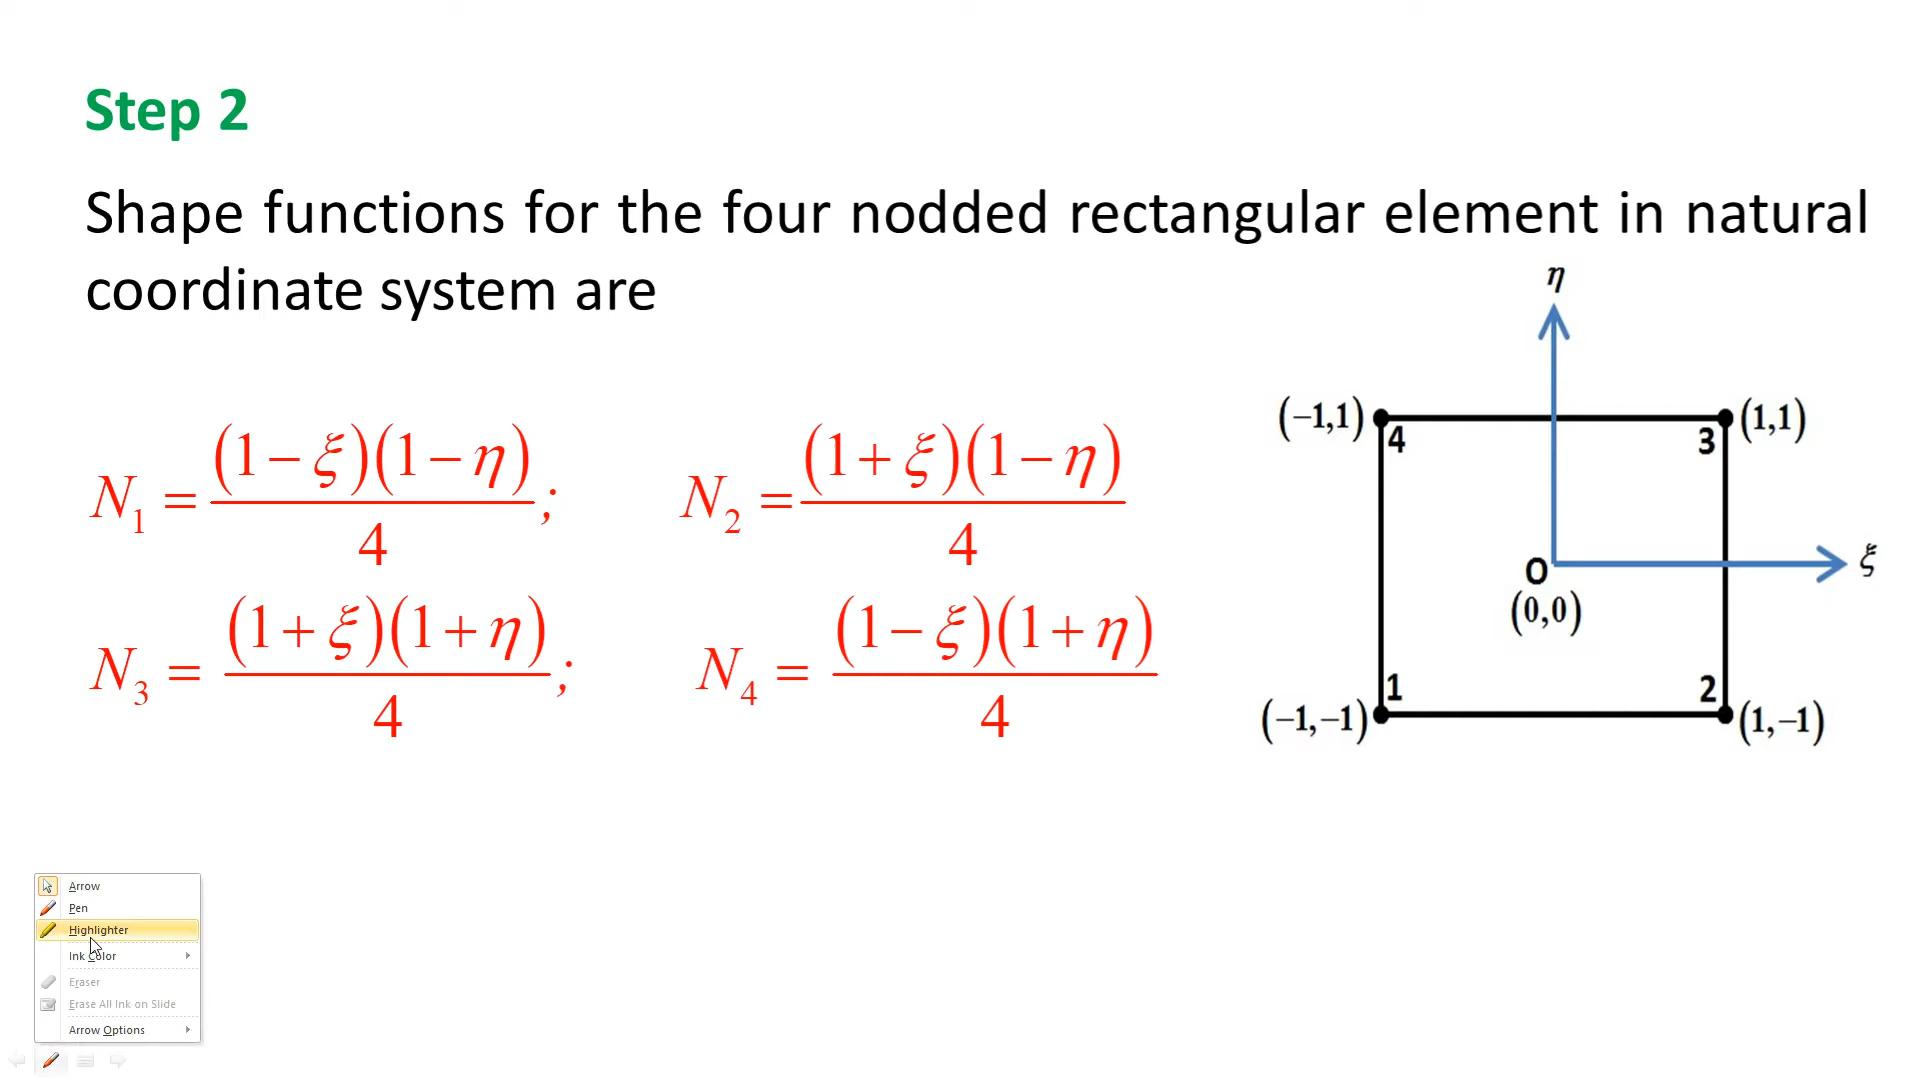 Step 2
Shape functions for the four nodded rectangular element in natural
coordinate system are
N₁ = (1 − ξ)(1 − η) / 4 ;
N₂ = (1 + ξ)(1 − η) / 4
N₃ = (1 + ξ)(1 + η) / 4 ;
N₄ = (1 − ξ)(1 + η) / 4
η
(−1,1)
4
3
(1,1)
O
ξ
(0,0)
1
2
(−1,−1)
(1,−1)
Arrow
Pen
Highlighter
Ink Color
Eraser
Erase All Ink on Slide
Arrow Options